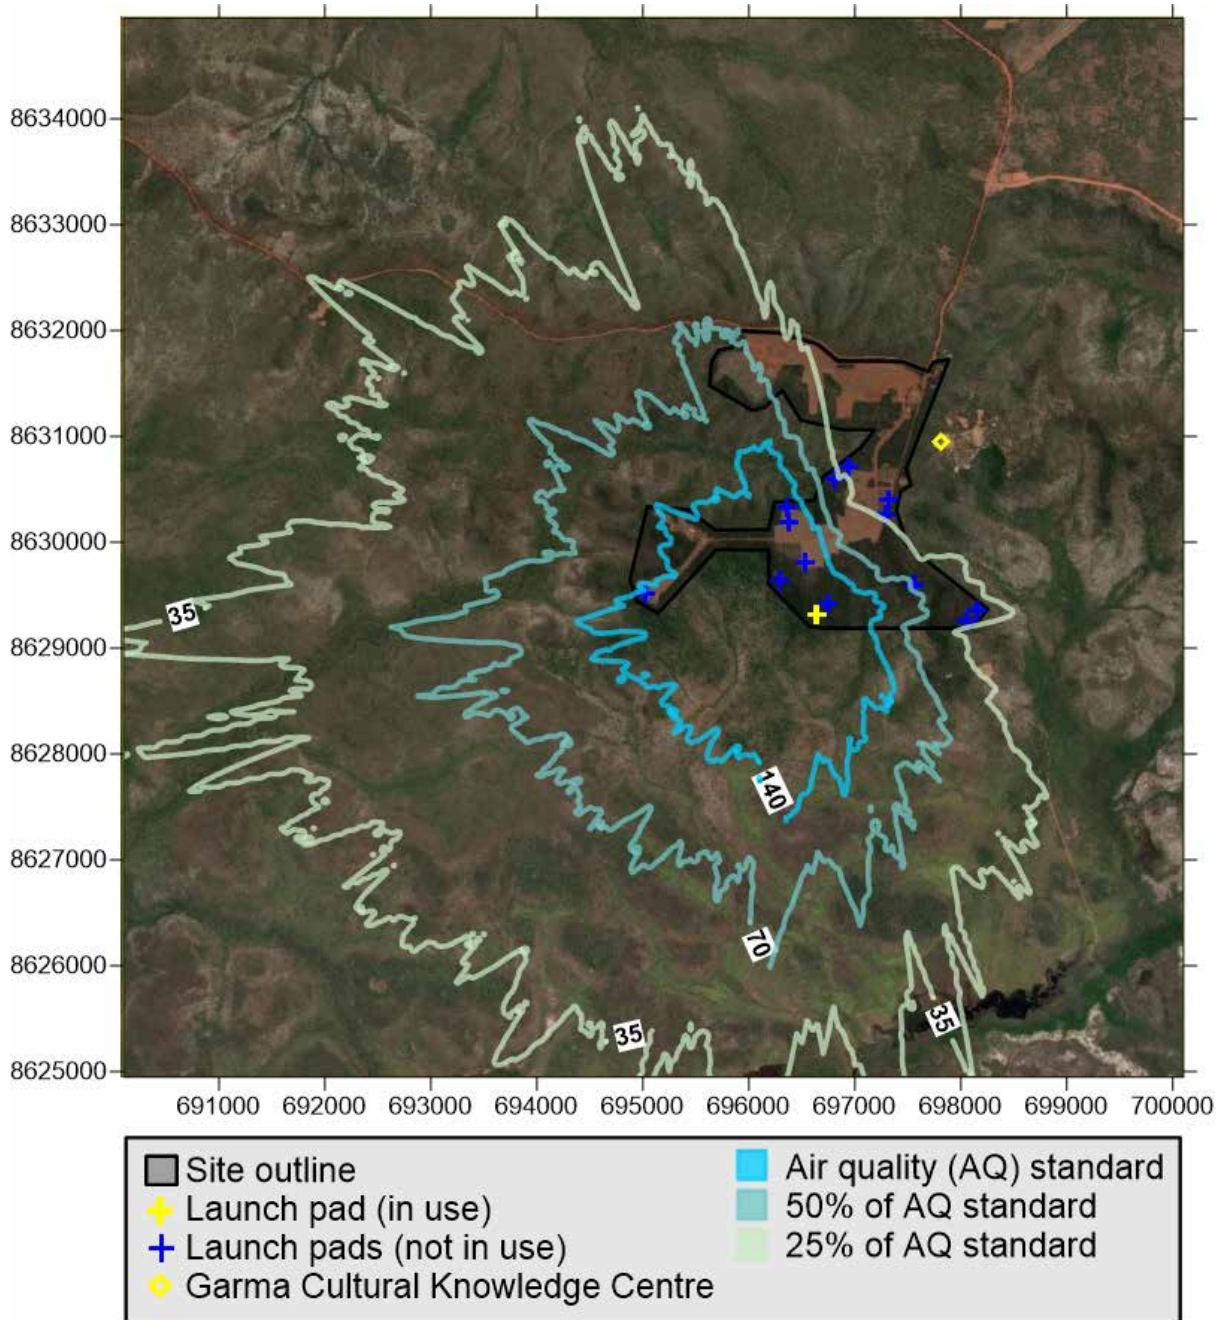 8634000
8633000
8632000
8631000
8630000
8629000
8628000
8627000
8626000
8625000
35
140
70
35
35
691000 692000 693000 694000 695000 696000 697000 698000 699000 700000
Site outline
Launch pad (in use)
Launch pads (not in use)
Garma Cultural Knowledge Centre
Air quality (AQ) standard
50% of AQ standard
25% of AQ standard